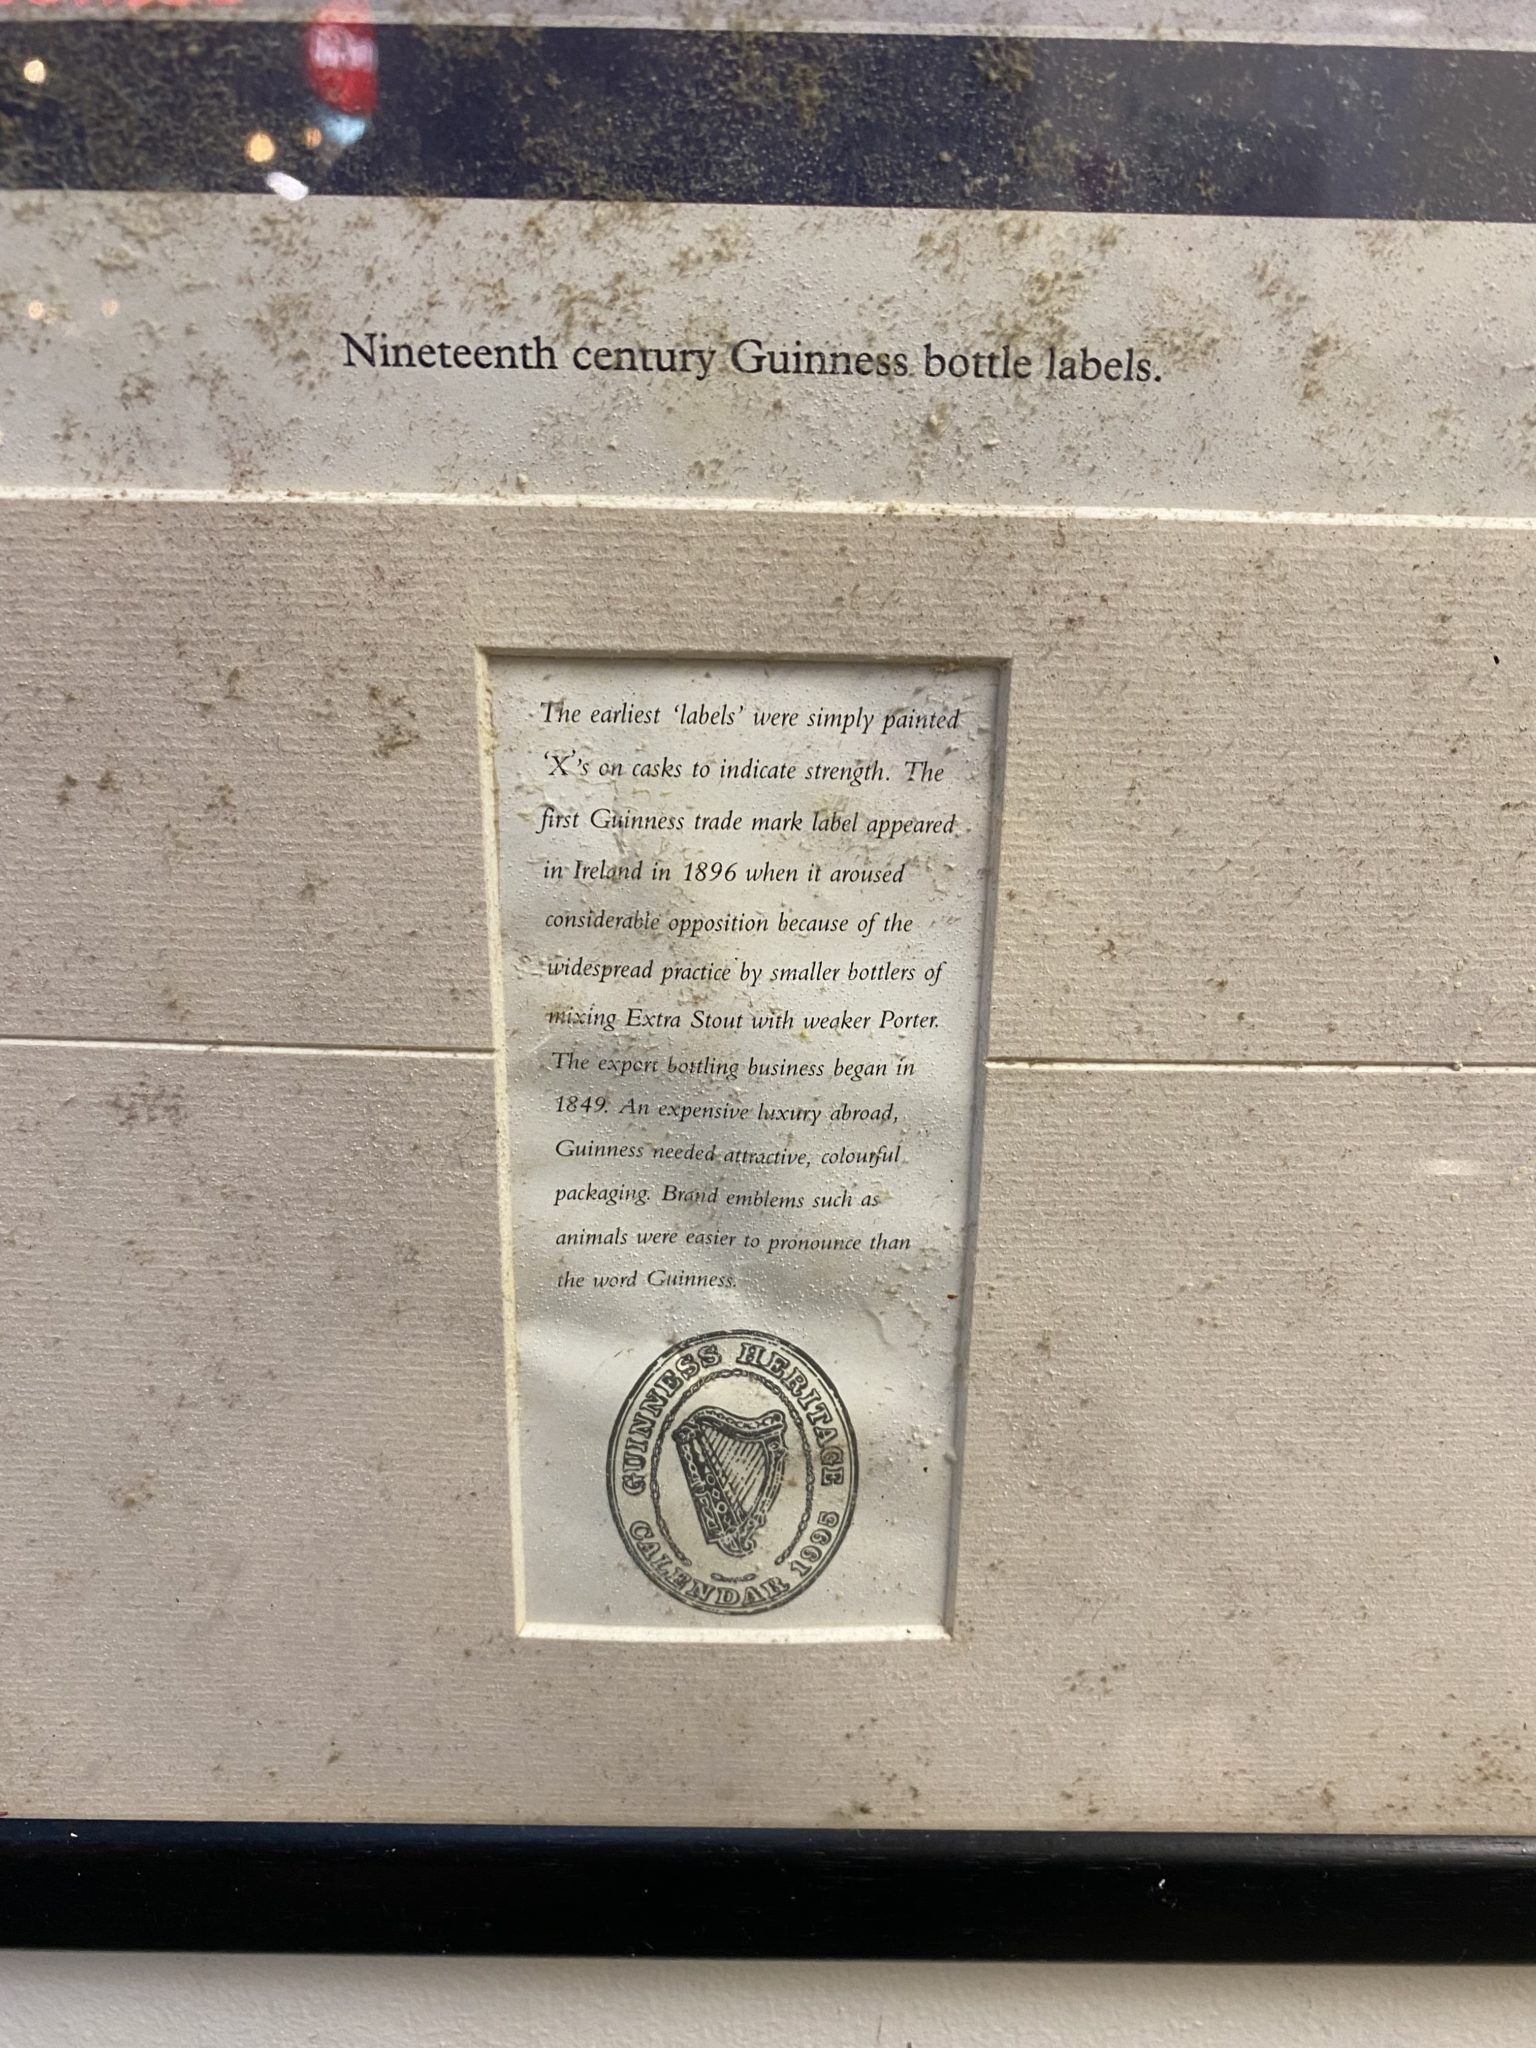 Nineteenth century Guinness bottle labels.
The earliest ‘labels’ were simply painted
‘X’’s on casks to indicate strength. The
first Guinness trade mark label appeared
in Ireland in 1896 when it aroused
considerable opposition because of the
widespread practice by smaller bottlers of
mixing Extra Stout with weaker Porter.
The export bottling business began in
1849. An expensive luxury abroad,
Guinness needed attractive, colourful
packaging. Brand emblems such as
animals were easier to pronounce than
the word Guinness.
GUINNESS HERITAGE
CALENDAR 1995